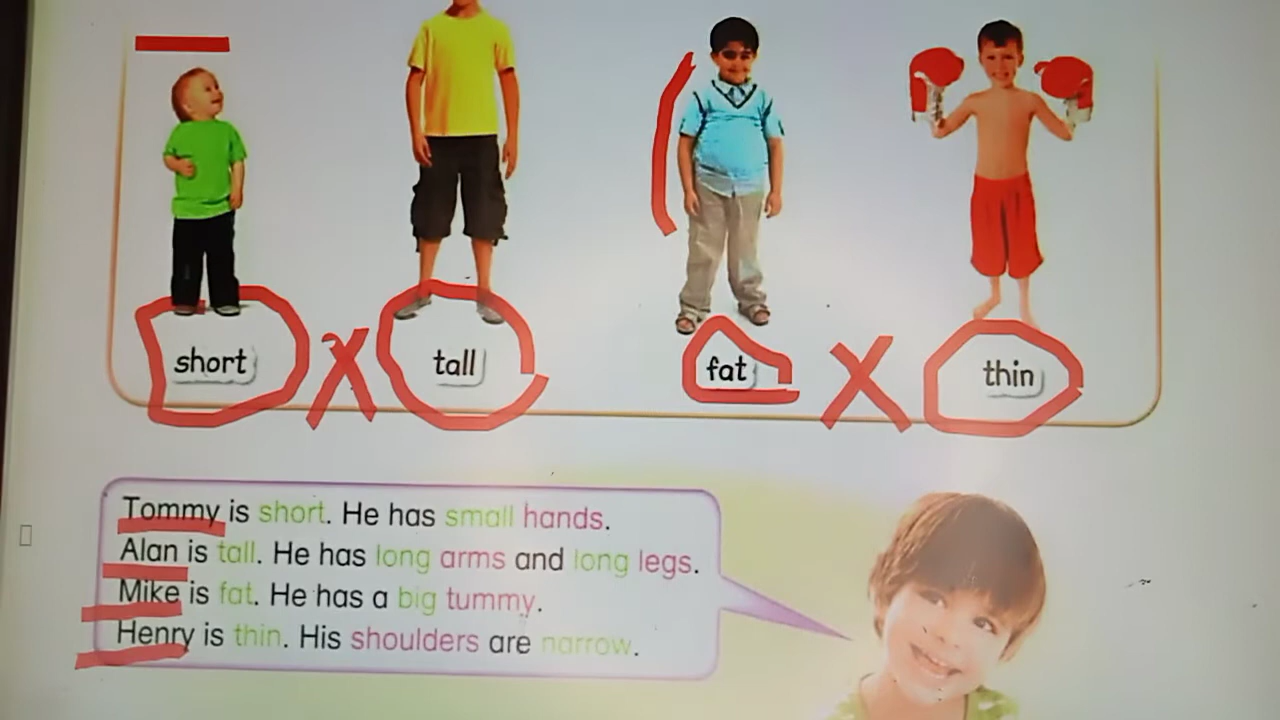 short
tall
fat
thin
Tommy is short. He has small hands.
Alan is tall. He has long arms and long legs.
Mike is fat. He has a big tummy.
Henry is thin. His shoulders are narrow.